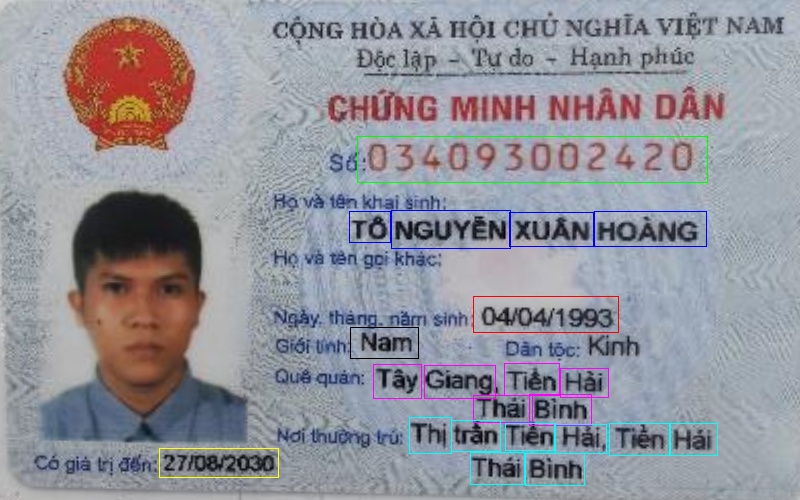 CỘNG HÒA XÃ HỘI CHỦ NGHĨA VIỆT NAM
Độc lập - Tự do - Hạnh phúc
CHỨNG MINH NHÂN DÂN
Số: 034093002420
Họ và tên khai sinh:
TÔ NGUYỄN XUÂN HOÀNG
Họ và tên gọi khác:
Ngày, tháng, năm sinh: 04/04/1993
Giới tính: Nam Dân tộc: Kinh
Quê quán: Tây Giang, Tiền Hải
Thái Bình
Nơi thường trú: Thị trấn Tiền Hải, Tiền Hải
Thái Bình
Có giá trị đến: 27/08/2030